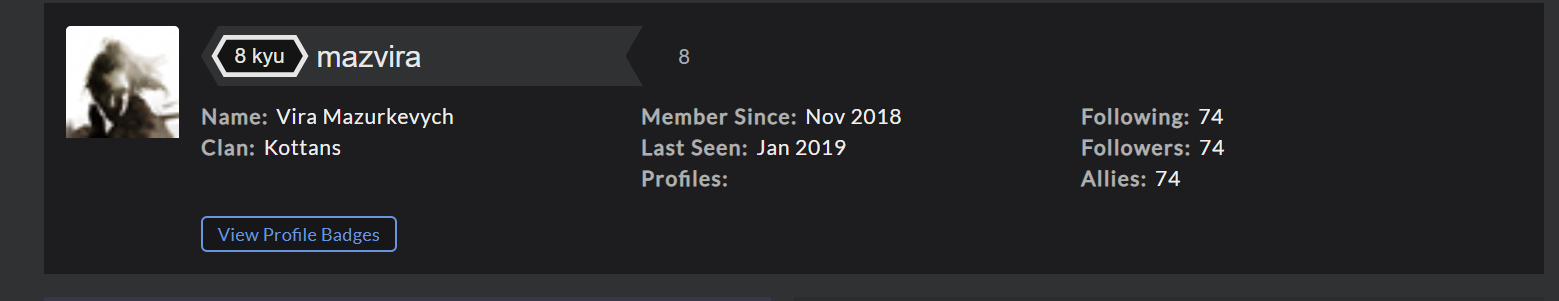 8 kyu mazvira 8
Name: Vira Mazurkevych
Clan: Kottans
Member Since: Nov 2018
Last Seen: Jan 2019
Profiles:
Following: 74
Followers: 74
Allies: 74
View Profile Badges